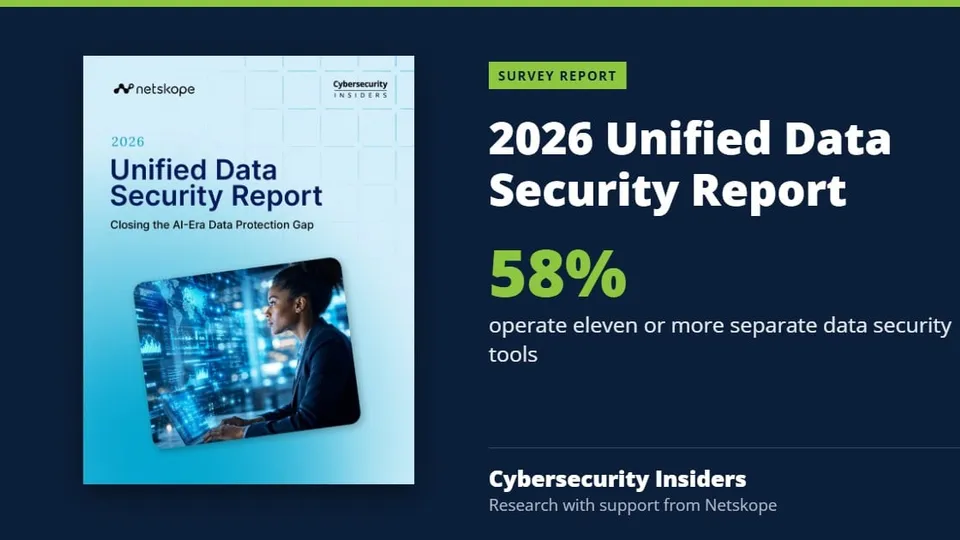 netskope
Cybersecurity
INSIDERS
2026
Unified Data
Security Report
Closing the AI-Era Data Protection Gap
SURVEY REPORT
2026 Unified Data
Security Report
58%
operate eleven or more separate data security
tools
Cybersecurity Insiders
Research with support from Netskope